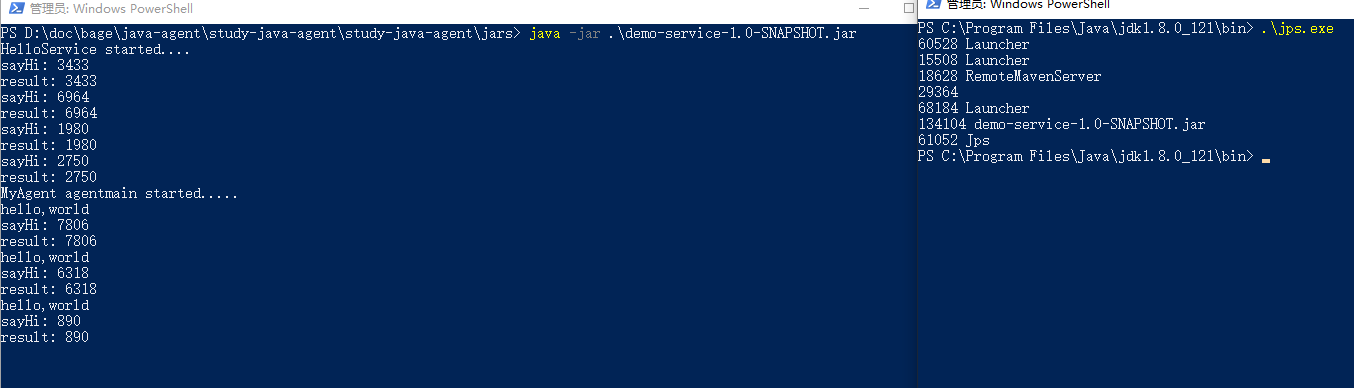 管理员: Windows PowerShell
PS D:\doc\bage\java-agent\study-java-agent\study-java-agent\jars> java -jar .\demo-service-1.0-SNAPSHOT.jar
HelloService started....
sayHi: 3433
result: 3433
sayHi: 6964
result: 6964
sayHi: 1980
result: 1980
sayHi: 2750
result: 2750
MyAgent agentmain started.....
hello,world
sayHi: 7806
result: 7806
hello,world
sayHi: 6318
result: 6318
hello,world
sayHi: 890
result: 890
管理员: Windows PowerShell
PS C:\Program Files\Java\jdk1.8.0_121\bin> .\jps.exe
60528 Launcher
15508 Launcher
18628 RemoteMavenServer
29364
68184 Launcher
134104 demo-service-1.0-SNAPSHOT.jar
61052 Jps
PS C:\Program Files\Java\jdk1.8.0_121\bin>